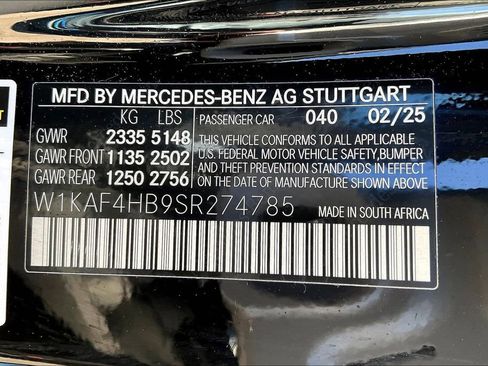 MFD BY MERCEDES-BENZ AG STUTTGART
KG LBS PASSENGER CAR 040 02/25
GVWR 2335 5148
GAWR FRONT 1135 2502
GAWR REAR 1250 2756
THIS VEHICLE CONFORMS TO ALL APPLICABLE
U.S. FEDERAL MOTOR VEHICLE SAFETY, BUMPER
AND THEFT PREVENTION STANDARDS IN EFFECT
ON THE DATE OF MANUFACTURE SHOWN ABOVE.
W1KAF4HB9SR274785 MADE IN SOUTH AFRICA